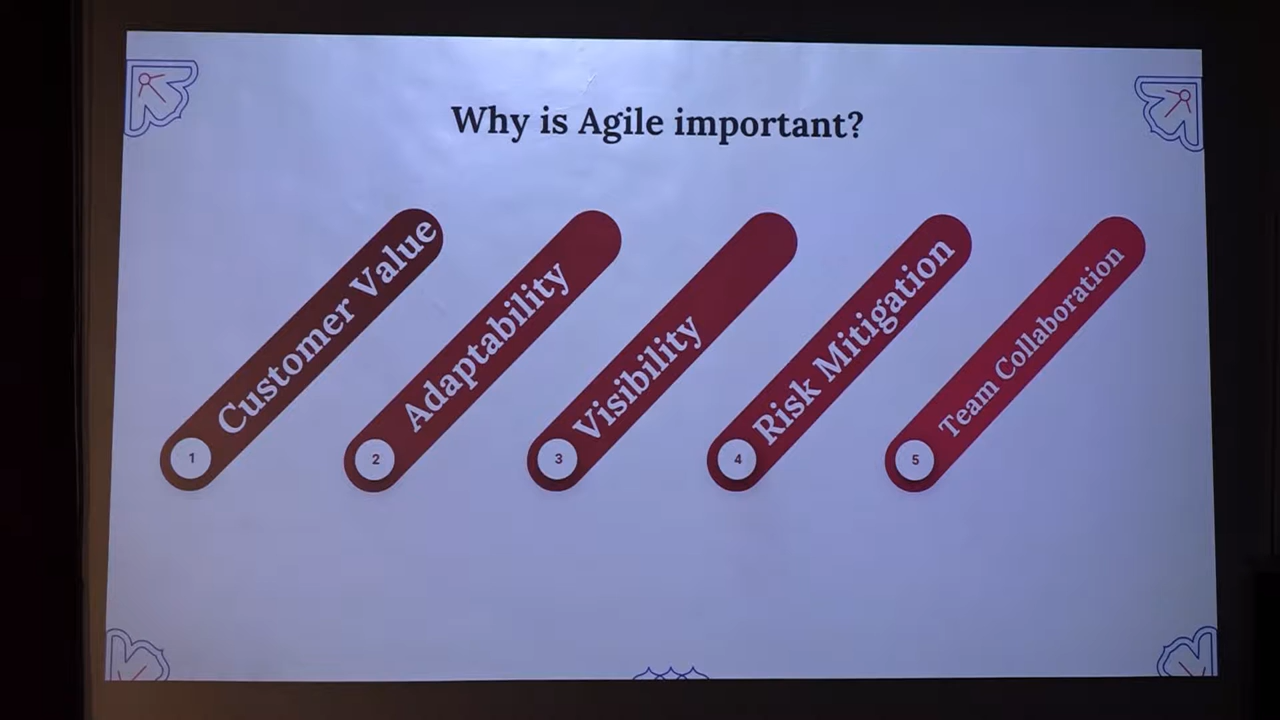 Why is Agile important?
1 Customer Value
2 Adaptability
3 Visibility
4 Risk Mitigation
5 Team Collaboration